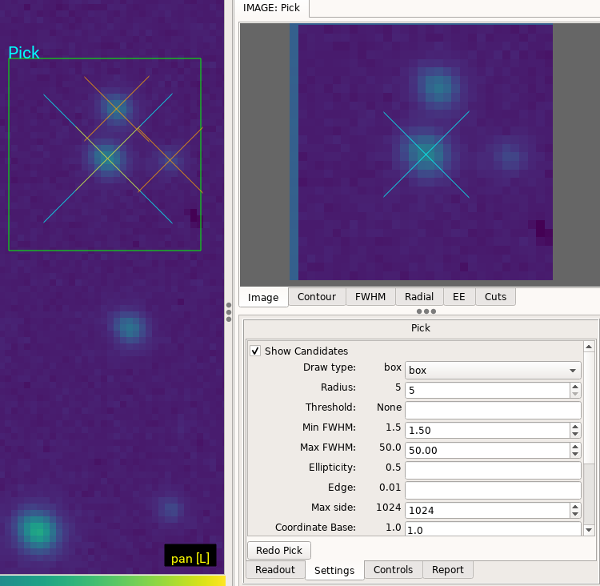 IMAGE: Pick
Pick
Image Contour FWHM Radial EE Cuts
Pick
Show Candidates
Draw type: box box
Radius: 5 5
Threshold: None
Min FWHM: 1.5 1.50
Max FWHM: 50.0 50.00
Ellipticity: 0.5
Edge: 0.01
Max side: 1024 1024
Coordinate Base: 1.0 1.0
Redo Pick
Readout Settings Controls Report
pan [L]